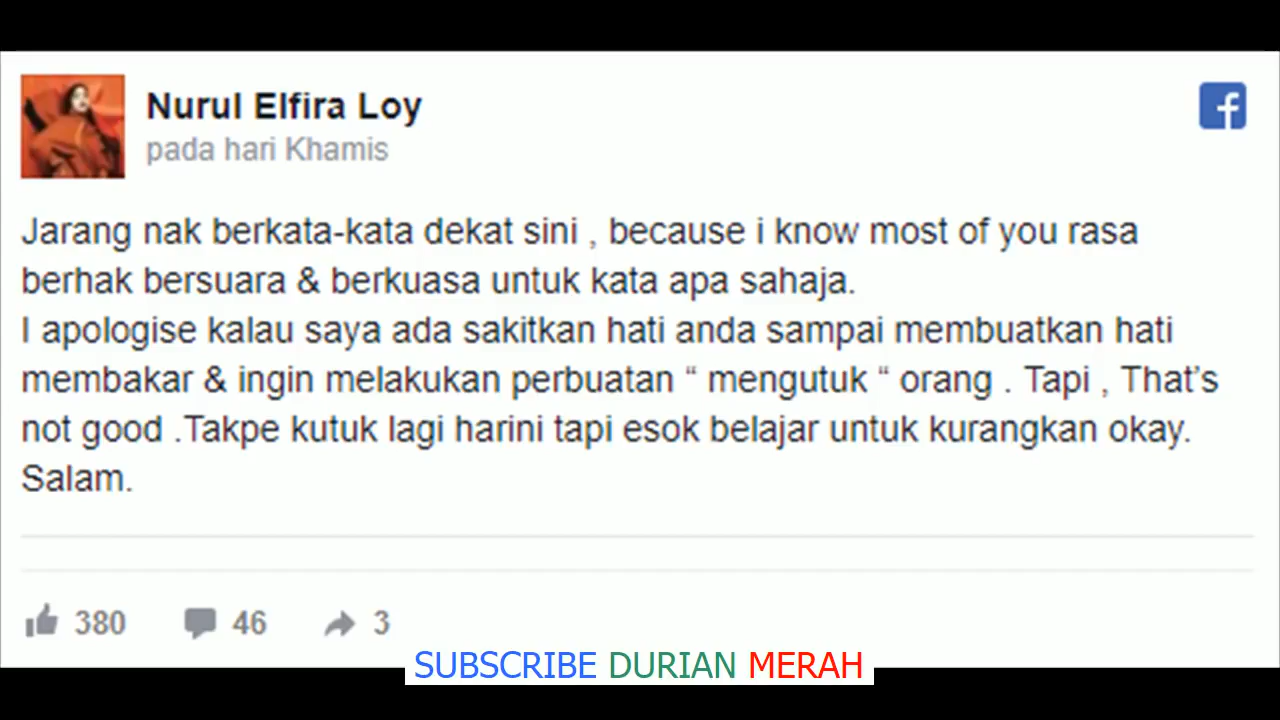 Nurul Elfira Loy
pada hari Khamis
Jarang nak berkata-kata dekat sini , because i know most of you rasa
berhak bersuara & berkuasa untuk kata apa sahaja.
I apologise kalau saya ada sakitkan hati anda sampai membuatkan hati
membakar & ingin melakukan perbuatan “ mengutuk “ orang . Tapi , That’s
not good .Takpe kutuk lagi harini tapi esok belajar untuk kurangkan okay.
Salam.
380 46 3
SUBSCRIBE DURIAN MERAH